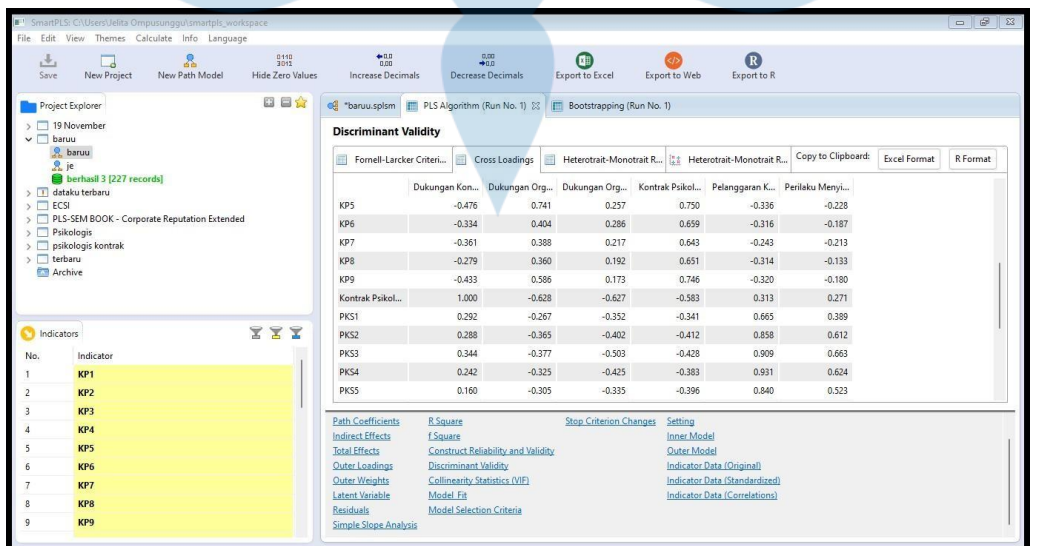 SmartPLS: C:\Users\Jelita Ompusunggu\smartpls_workspace
File Edit View Themes Calculate Info Language
Save New Project New Path Model Hide Zero Values Increase Decimals Decrease Decimals Export to Excel Export to Web Export to R
Project Explorer
19 November
baruu
baruu
je
berhasil 3 [227 records]
dataku terbaru
ECSI
PLS-SEM BOOK - Corporate Reputation Extended
Psikologis
psikologis kontrak
terbaru
Archive
Indicators
No. Indicator
1 KP1
2 KP2
3 KP3
4 KP4
5 KP5
6 KP6
7 KP7
8 KP8
9 KP9
*baruu.splsm PLS Algorithm (Run No. 1) Bootstrapping (Run No. 1)
Discriminant Validity
Fornell-Larcker Criteri... Cross Loadings Heterotrait-Monotrait R... Heterotrait-Monotrait R... Copy to Clipboard: Excel Format R Format
Dukungan Kon... Dukungan Org... Dukungan Org... Kontrak Psikol... Pelanggaran K... Perilaku Menyi...
KP5 -0.476 0.741 0.257 0.750 -0.336 -0.228
KP6 -0.334 0.404 0.286 0.659 -0.316 -0.187
KP7 -0.361 0.388 0.217 0.643 -0.243 -0.213
KP8 -0.279 0.360 0.192 0.651 -0.314 -0.133
KP9 -0.433 0.586 0.173 0.746 -0.320 -0.180
Kontrak Psikol... 1.000 -0.628 -0.627 -0.583 0.313 0.271
PKS1 0.292 -0.267 -0.352 -0.341 0.665 0.389
PKS2 0.288 -0.365 -0.402 -0.412 0.858 0.612
PKS3 0.344 -0.377 -0.503 -0.428 0.909 0.663
PKS4 0.242 -0.325 -0.425 -0.383 0.931 0.624
PKS5 0.160 -0.305 -0.335 -0.396 0.840 0.523
Path Coefficients R Square Stop Criterion Changes Setting
Indirect Effects f Square Inner Model
Total Effects Construct Reliability and Validity Outer Model
Outer Loadings Discriminant Validity Indicator Data (Original)
Outer Weights Collinearity Statistics (VIF) Indicator Data (Standardized)
Latent Variable Model_Fit Indicator Data (Correlations)
Residuals Model Selection Criteria
Simple Slope Analysis